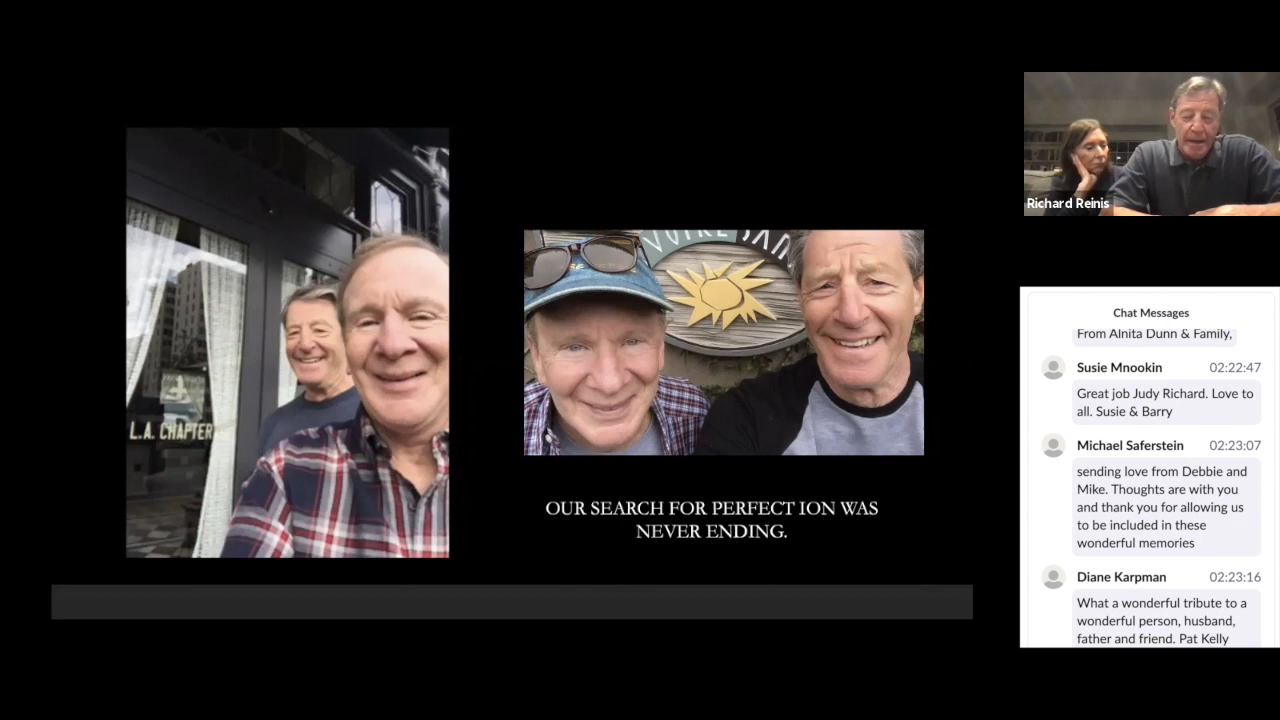 L.A. CHAPTER
OUR SEARCH FOR PERFECT ION WAS
NEVER ENDING.
Richard Reinis
Chat Messages
From Alnita Dunn & Family,
Susie Mnookin 02:22:47
Great job Judy Richard. Love to
all. Susie & Barry
Michael Saferstein 02:23:07
sending love from Debbie and
Mike. Thoughts are with you
and thank you for allowing us
to be included in these
wonderful memories
Diane Karpman 02:23:16
What a wonderful tribute to a
wonderful person, husband,
father and friend. Pat Kelly